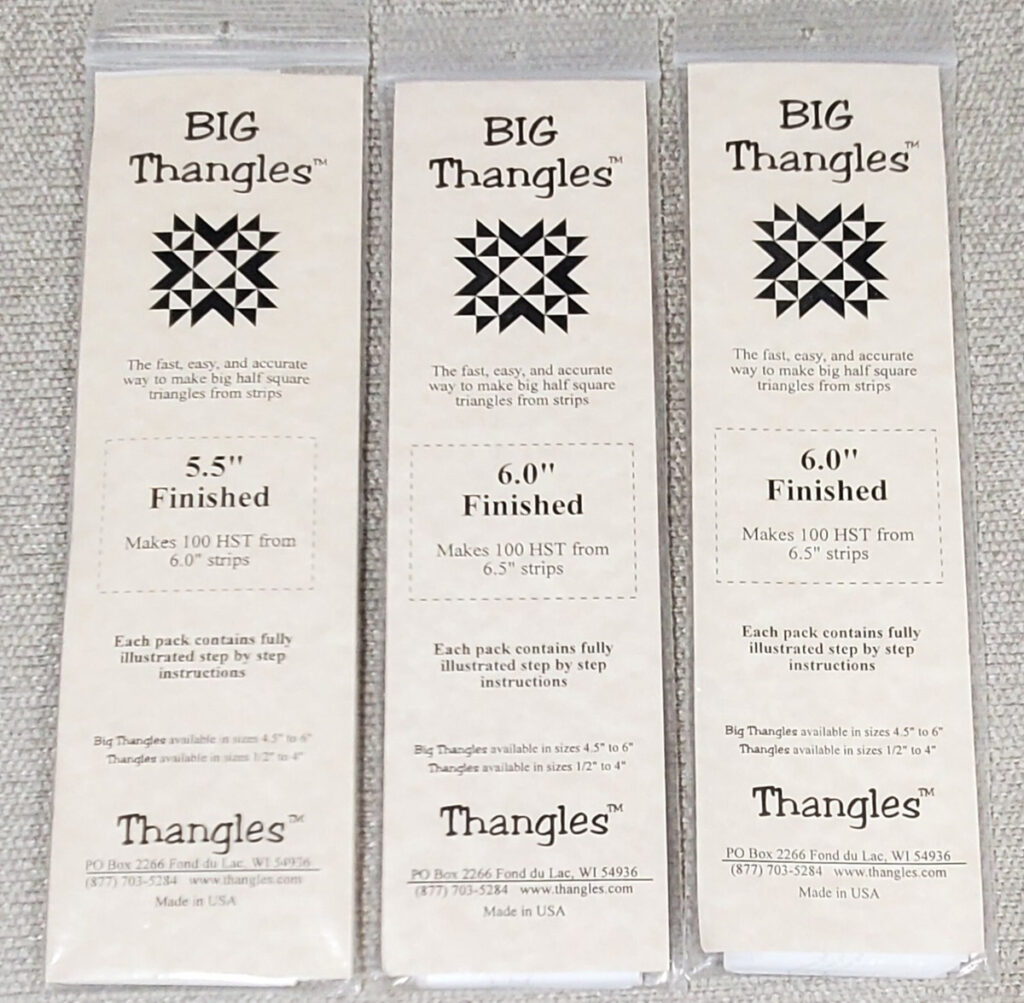 BIG
Thangles™
The fast, easy, and accurate
way to make big half square
triangles from strips
5.5"
Finished
Makes 100 HST from
6.0" strips
Each pack contains fully
illustrated step by step
instructions
Big Thangles available in sizes 4.5" to 6"
Thangles available in sizes 1/2" to 4"
Thangles™
PO Box 2266 Fond du Lac, WI 54936
(877) 703-5284 www.thangles.com
Made in USA
BIG
Thangles™
The fast, easy, and accurate
way to make big half square
triangles from strips
6.0"
Finished
Makes 100 HST from
6.5" strips
Each pack contains fully
illustrated step by step
instructions
Big Thangles available in sizes 4.5" to 6"
Thangles available in sizes 1/2" to 4"
Thangles™
PO Box 2266 Fond du Lac, WI 54936
(877) 703-5284 www.thangles.com
Made in USA
BIG
Thangles™
The fast, easy, and accurate
way to make big half square
triangles from strips
6.0"
Finished
Makes 100 HST from
6.5" strips
Each pack contains fully
illustrated step by step
instructions
Big Thangles available in sizes 4.5" to 6"
Thangles available in sizes 1/2" to 4"
Thangles™
PO Box 2266 Fond du Lac, WI 54936
(877) 703-5284 www.thangles.com
Made in USA